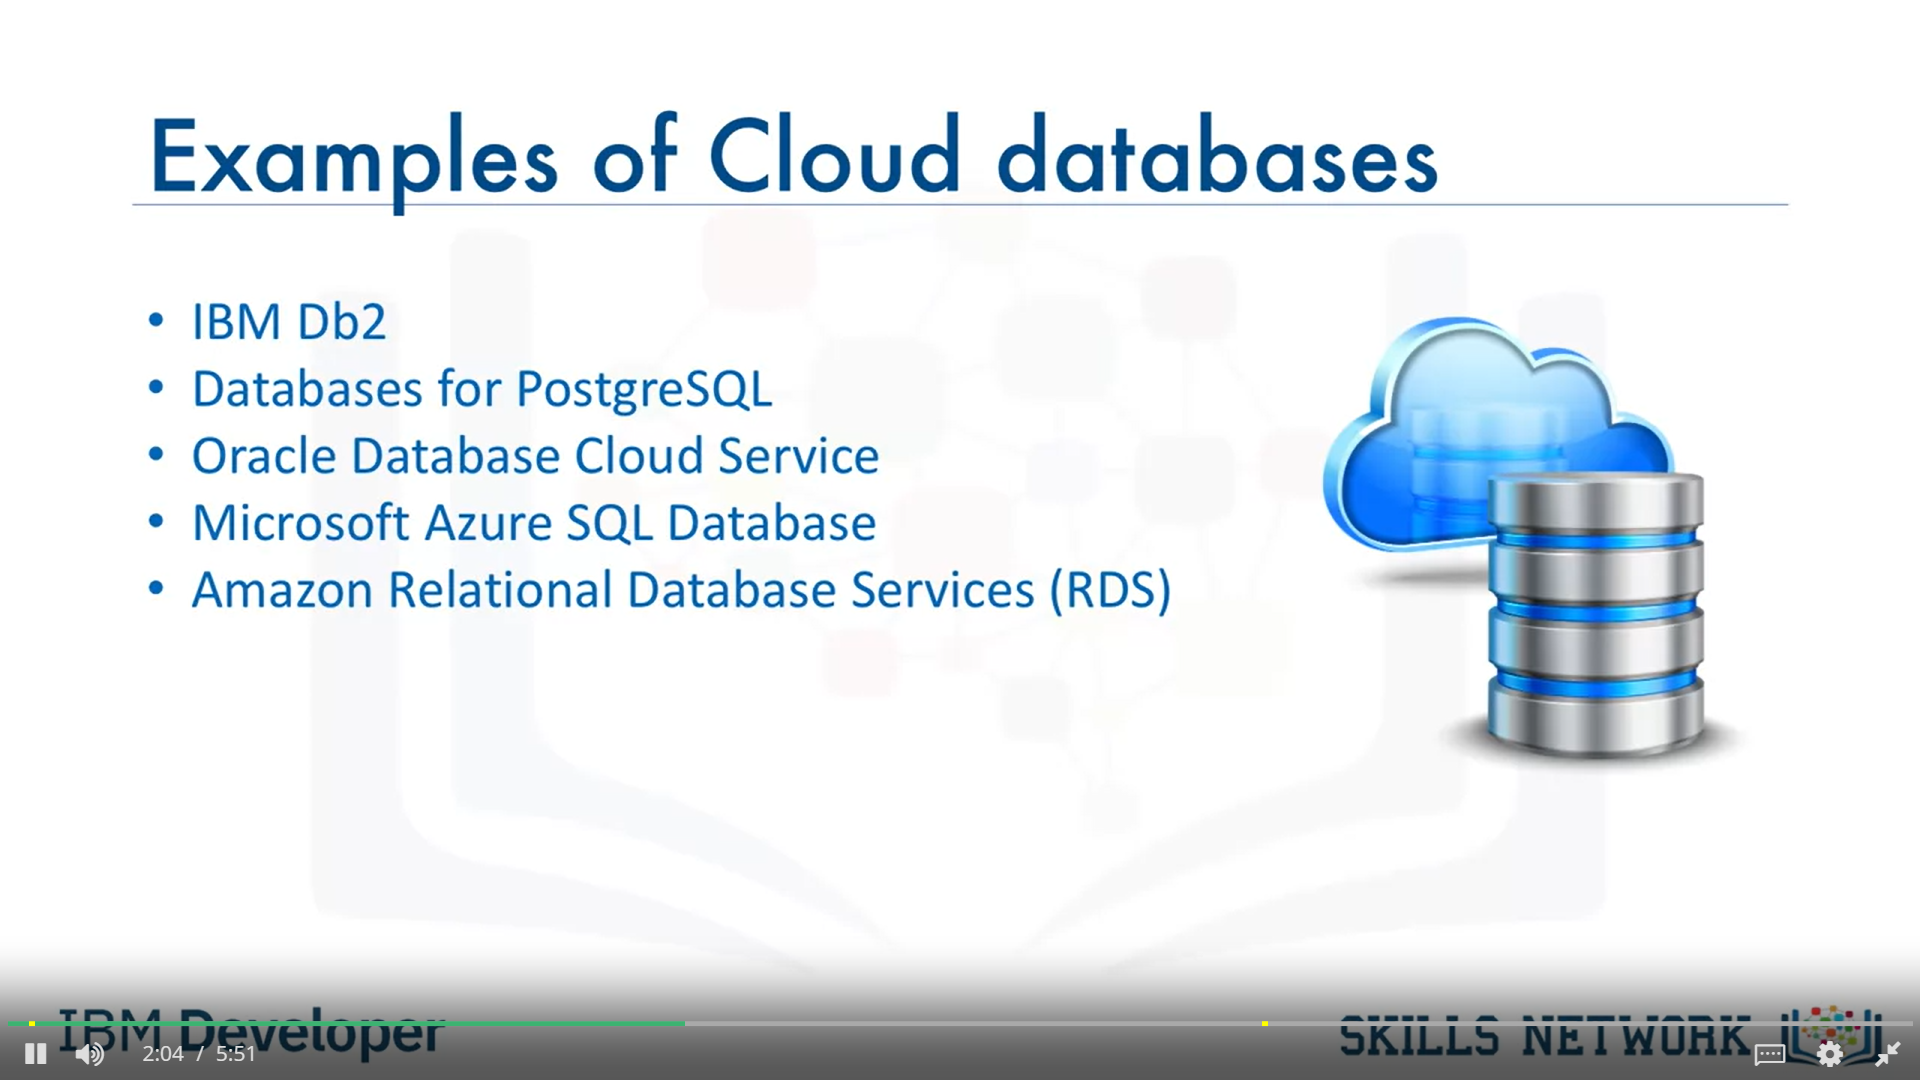 Examples of Cloud databases
• IBM Db2
• Databases for PostgreSQL
• Oracle Database Cloud Service
• Microsoft Azure SQL Database
• Amazon Relational Database Services (RDS)
IBM Developer
SKILLS NETWORK
2:04 / 5:51